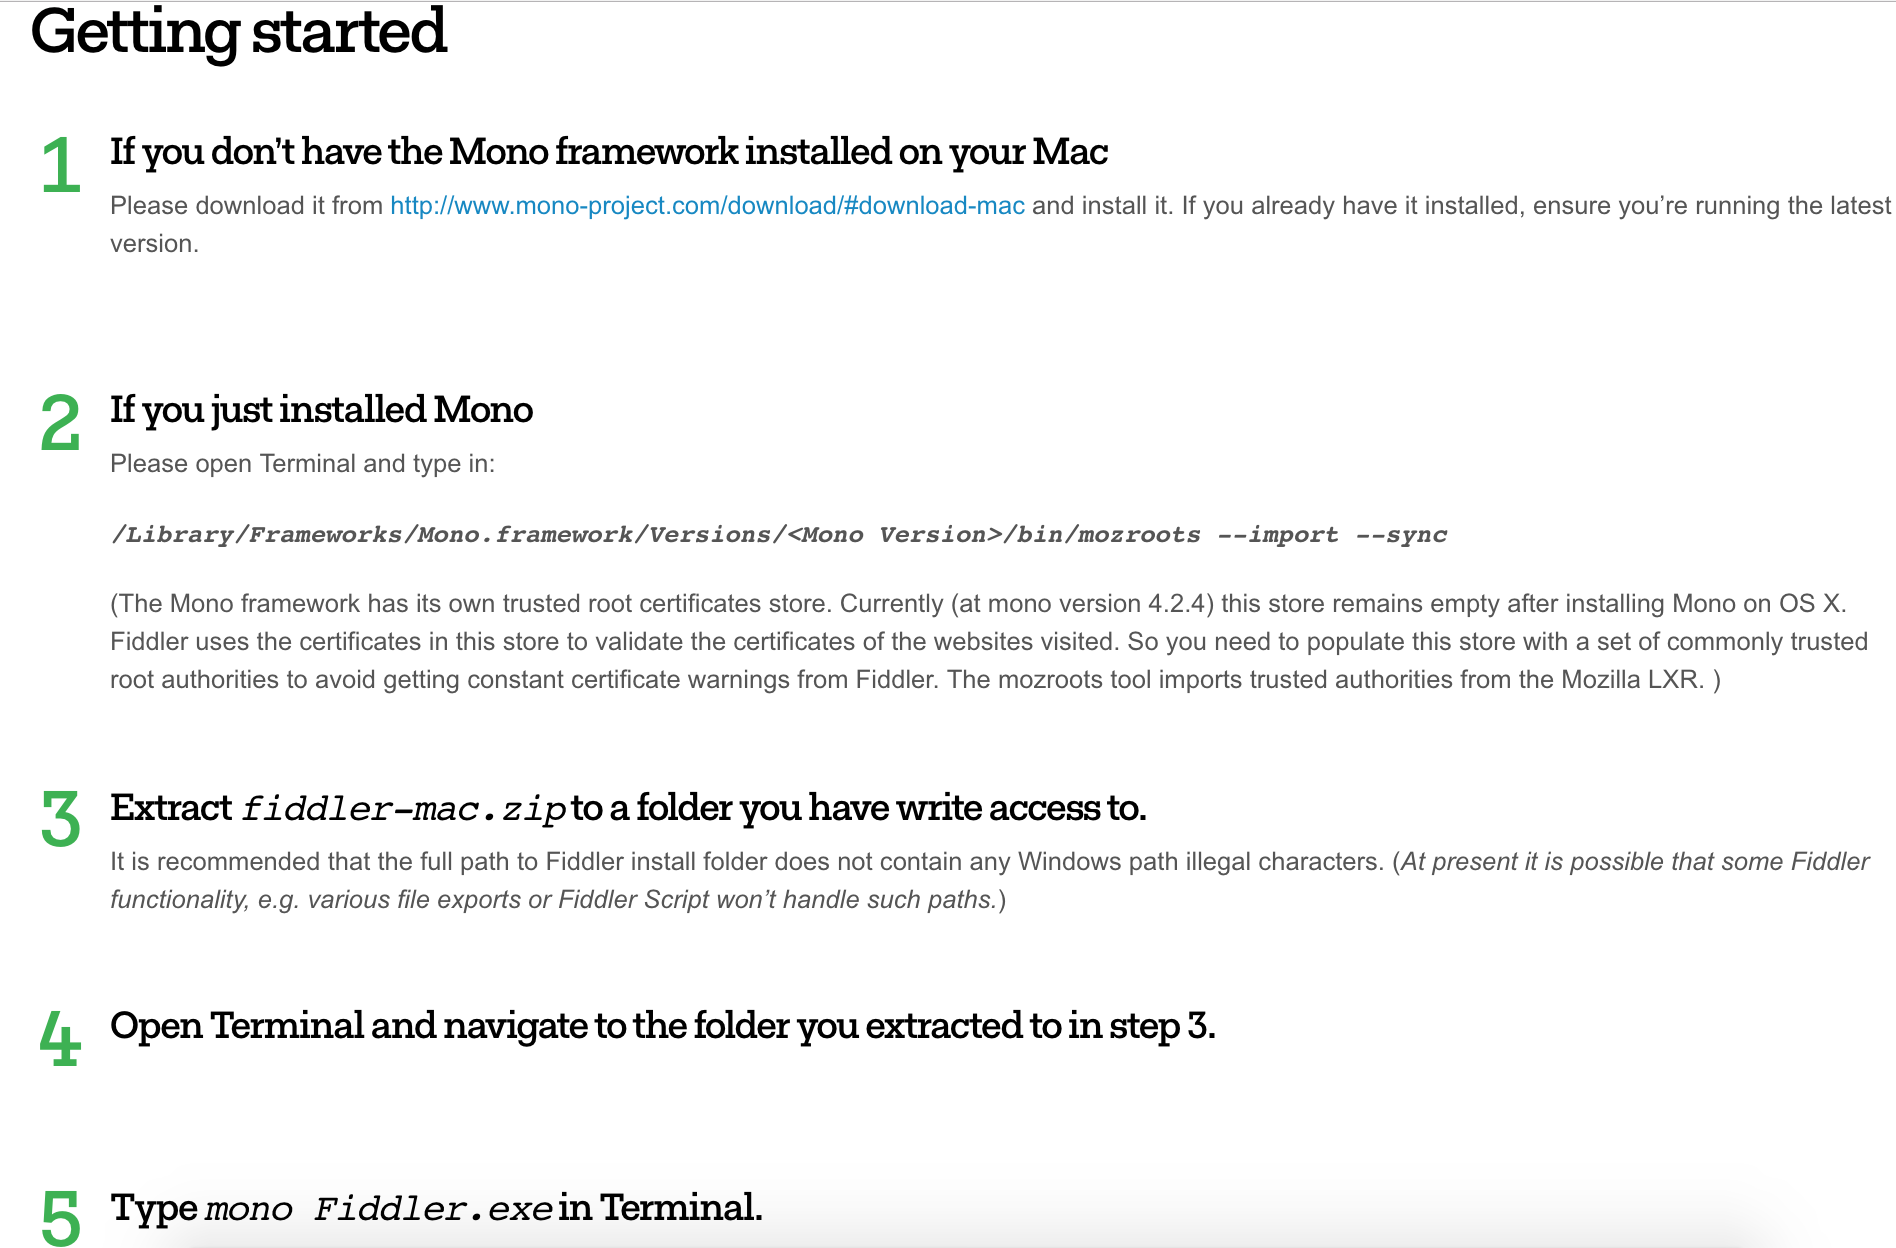 Getting started
1 If you don’t have the Mono framework installed on your Mac
Please download it from http://www.mono-project.com/download/#download-mac and install it. If you already have it installed, ensure you’re running the latest
version.
2 If you just installed Mono
Please open Terminal and type in:
/Library/Frameworks/Mono.framework/Versions/<Mono Version>/bin/mozroots --import --sync
(The Mono framework has its own trusted root certificates store. Currently (at mono version 4.2.4) this store remains empty after installing Mono on OS X.
Fiddler uses the certificates in this store to validate the certificates of the websites visited. So you need to populate this store with a set of commonly trusted
root authorities to avoid getting constant certificate warnings from Fiddler. The mozroots tool imports trusted authorities from the Mozilla LXR. )
3 Extract fiddler-mac.zip to a folder you have write access to.
It is recommended that the full path to Fiddler install folder does not contain any Windows path illegal characters. (At present it is possible that some Fiddler
functionality, e.g. various file exports or Fiddler Script won’t handle such paths.)
4 Open Terminal and navigate to the folder you extracted to in step 3.
5 Type mono Fiddler.exe in Terminal.